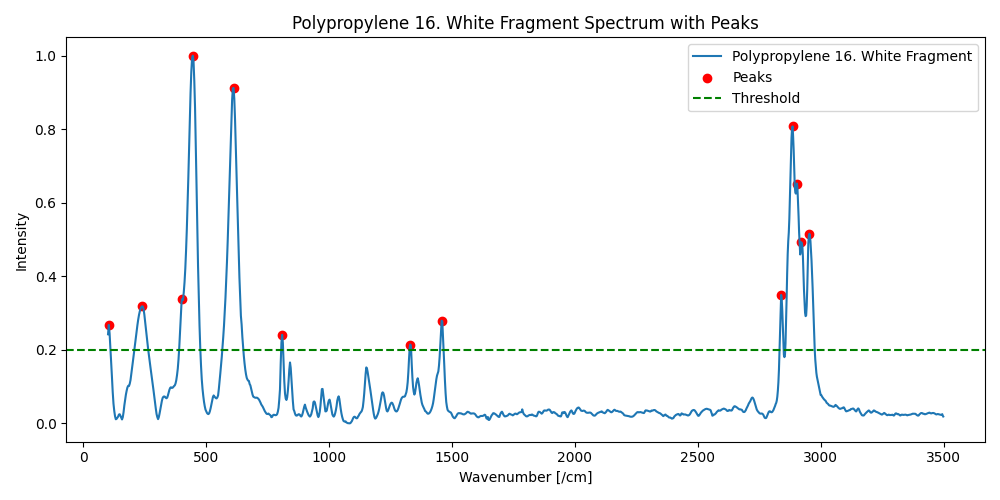 Polypropylene 16. White Fragment Spectrum with Peaks
Polypropylene 16. White Fragment
Peaks
Threshold
Intensity
1.0
0.8
0.6
0.4
0.2
0.0
0 500 1000 1500 2000 2500 3000 3500
Wavenumber [/cm]